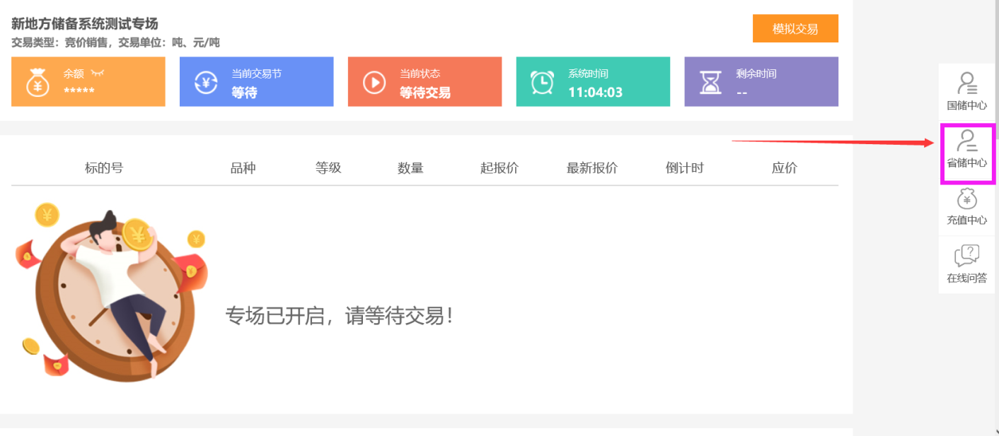 新地方储备系统测试专场
交易类型：竞价销售，交易单位：吨、元/吨
模拟交易
余额
*****
当前交易节
等待
当前状态
等待交易
系统时间
11:04:03
剩余时间
--
国储中心
省储中心
充值中心
在线问答
标的号 品种 等级 数量 起报价 最新报价 倒计时 应价
专场已开启，请等待交易！